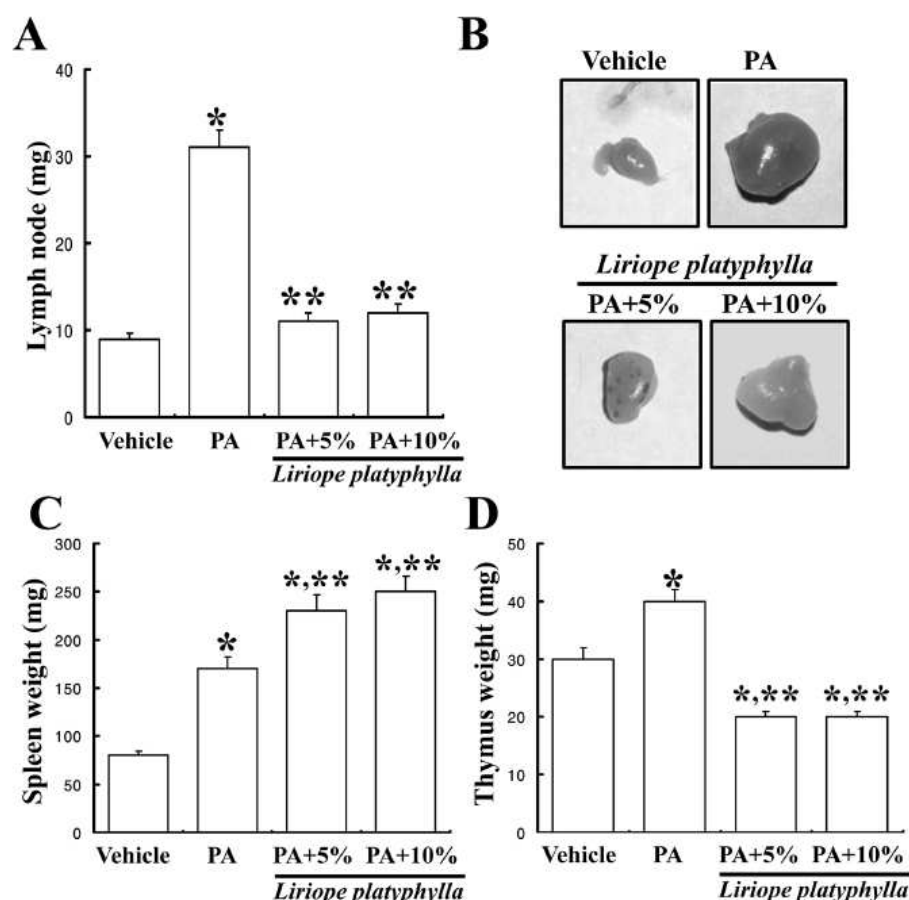 A
Lymph node (mg)
40
30
20
10
0
*
**
**
Vehicle PA PA+5% PA+10%
Liriope platyphylla
B
Vehicle PA
Liriope platyphylla
PA+5% PA+10%
C
Spleen weight (mg)
300
250
200
150
100
50
0
*
*,**
*,**
Vehicle PA PA+5% PA+10%
Liriope platyphylla
D
Thymus weight (mg)
50
40
30
20
10
0
*
*,**
*,**
Vehicle PA PA+5% PA+10%
Liriope platyphylla